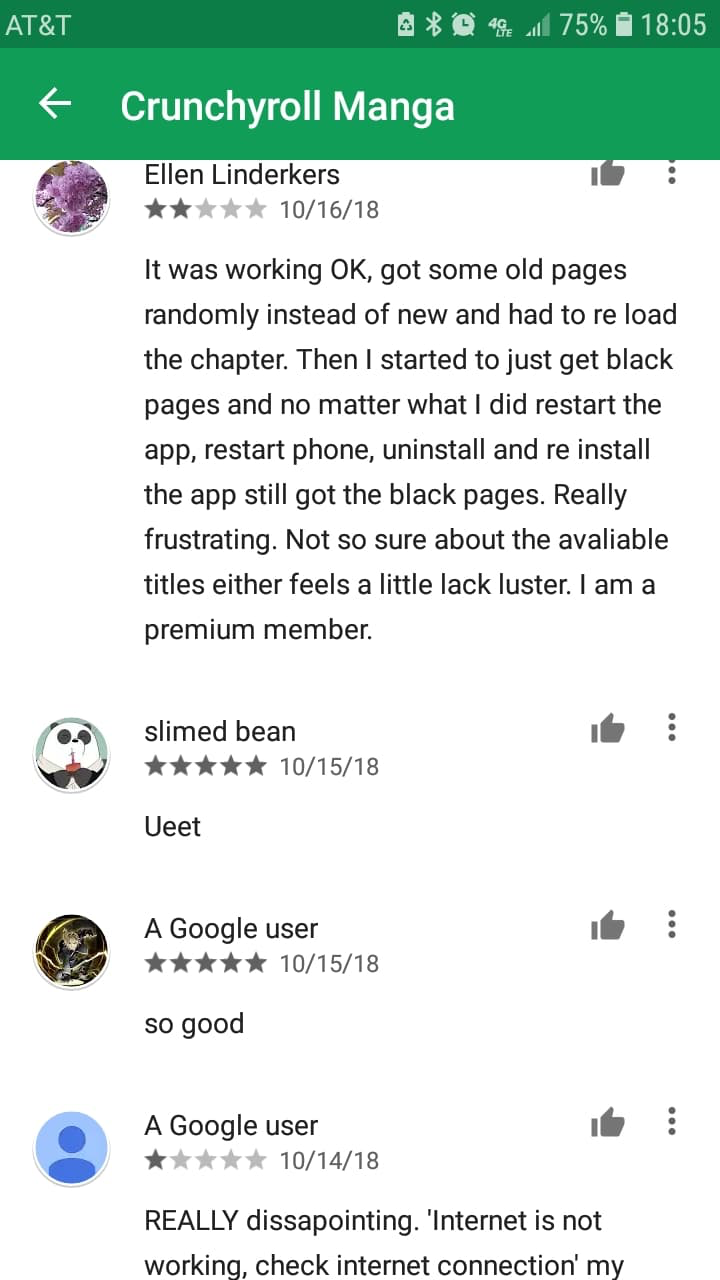 AT&T 4G LTE 75% 18:05
Crunchyroll Manga
Ellen Linderkers
10/16/18
It was working OK, got some old pages
randomly instead of new and had to re load
the chapter. Then I started to just get black
pages and no matter what I did restart the
app, restart phone, uninstall and re install
the app still got the black pages. Really
frustrating. Not so sure about the avaliable
titles either feels a little lack luster. I am a
premium member.
slimed bean
10/15/18
Ueet
A Google user
10/15/18
so good
A Google user
10/14/18
REALLY dissapointing. 'Internet is not
working, check internet connection' my